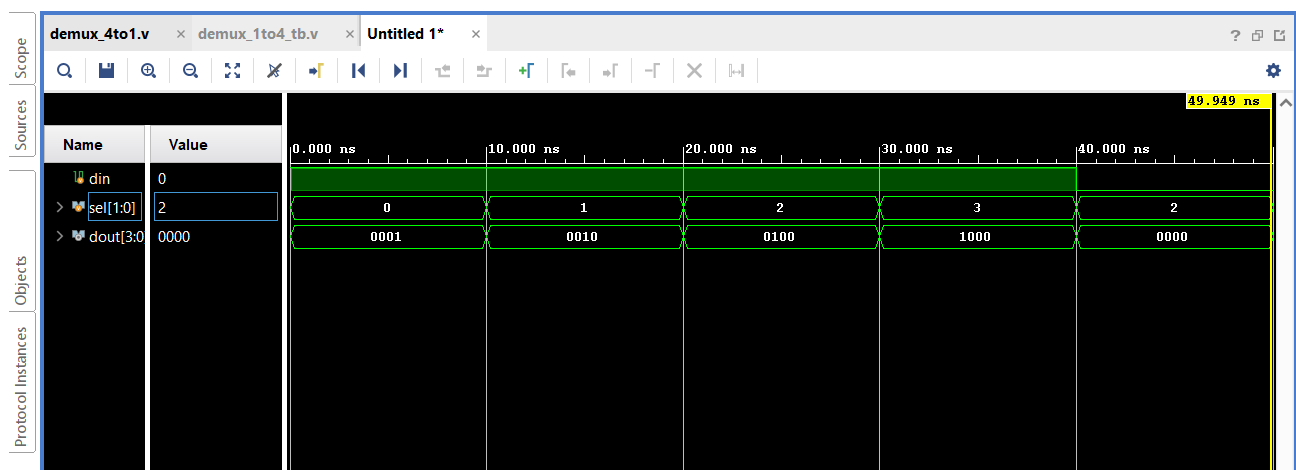 Scope
Sources
Objects
Protocol Instances
demux_4to1.v × demux_1to4_tb.v × Untitled 1* ×
?
49.949 ns
Name Value
0.000 ns 10.000 ns 20.000 ns 30.000 ns 40.000 ns
din 0
sel[1:0] 2 0 1 2 3 2
dout[3:0 0000 0001 0010 0100 1000 0000